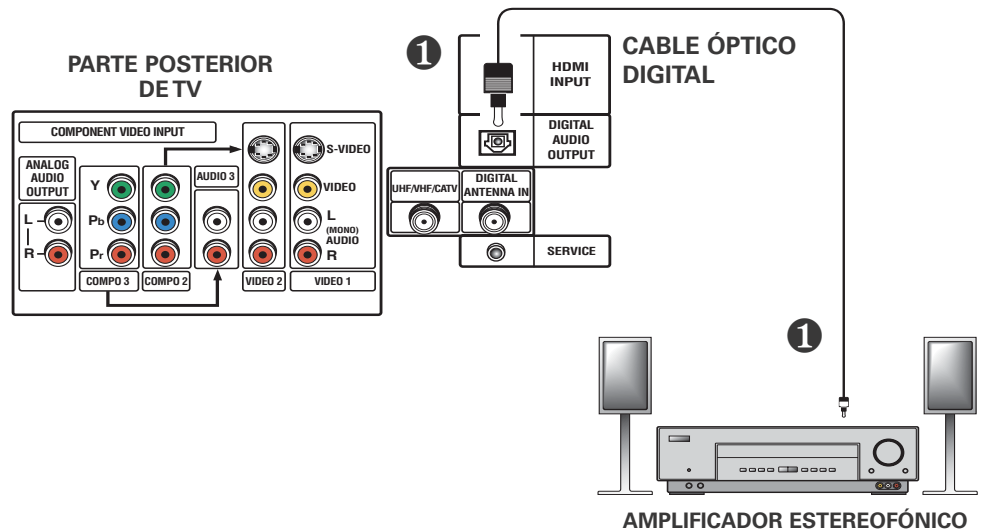 ❶
CABLE ÓPTICO
DIGITAL
PARTE POSTERIOR
DE TV
HDMI
INPUT
DIGITAL
AUDIO
OUTPUT
COMPONENT VIDEO INPUT
S-VIDEO
ANALOG
AUDIO
OUTPUT
Y
AUDIO 3
VIDEO
UHF/VHF/CATV
DIGITAL
ANTENNA IN
L
Pb
L
(MONO)
AUDIO
R
Pr
R
SERVICE
COMPO 3
COMPO 2
VIDEO 2
VIDEO 1
❶
AMPLIFICADOR ESTEREOFÓNICO